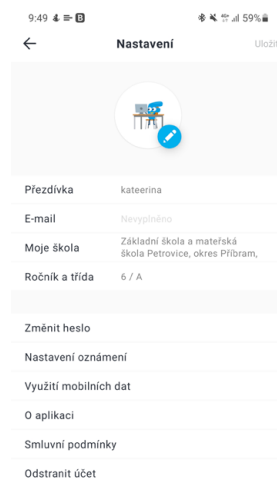 9:49
59%
Nastavení
Uložit
Přezdívka kateerina
E-mail Nevyplněno
Moje škola Základní škola a mateřská
škola Petrovice, okres Příbram,
Ročník a třída 6 / A
Změnit heslo
Nastavení oznámení
Využití mobilních dat
O aplikaci
Smluvní podmínky
Odstranit účet